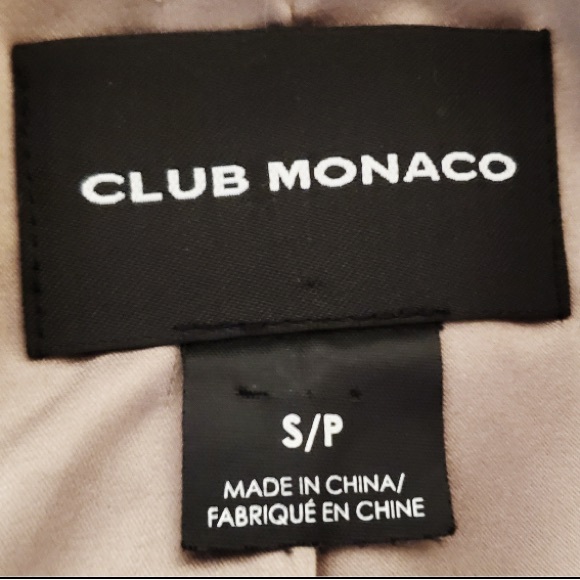 CLUB MONACO
S/P
MADE IN CHINA/
FABRIQUÉ EN CHINE